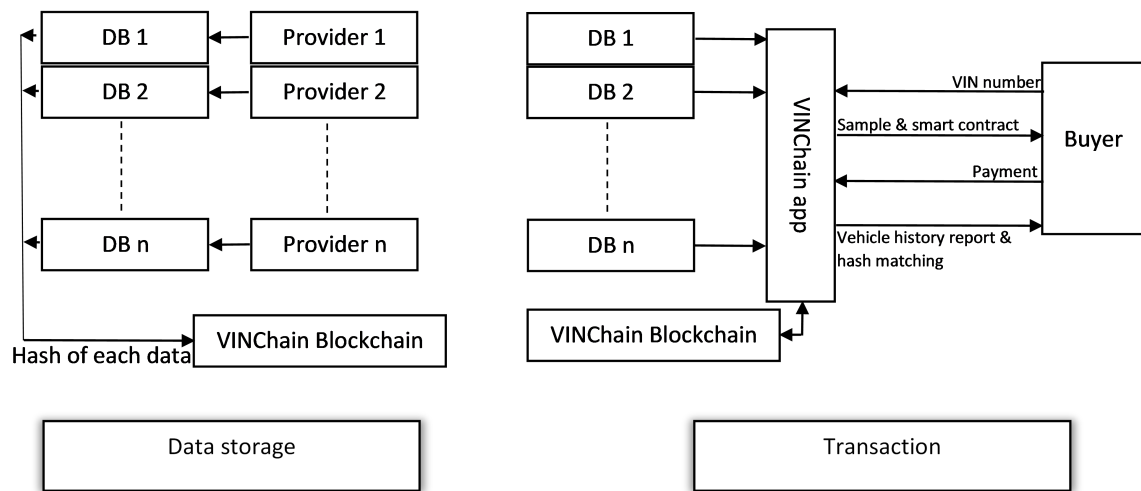 DB 1
Provider 1
DB 2
Provider 2
DB n
Provider n
VINChain Blockchain
Hash of each data
Data storage
DB 1
DB 2
DB n
VINChain app
VIN number
Sample & smart contract
Payment
Vehicle history report &
hash matching
Buyer
VINChain Blockchain
Transaction